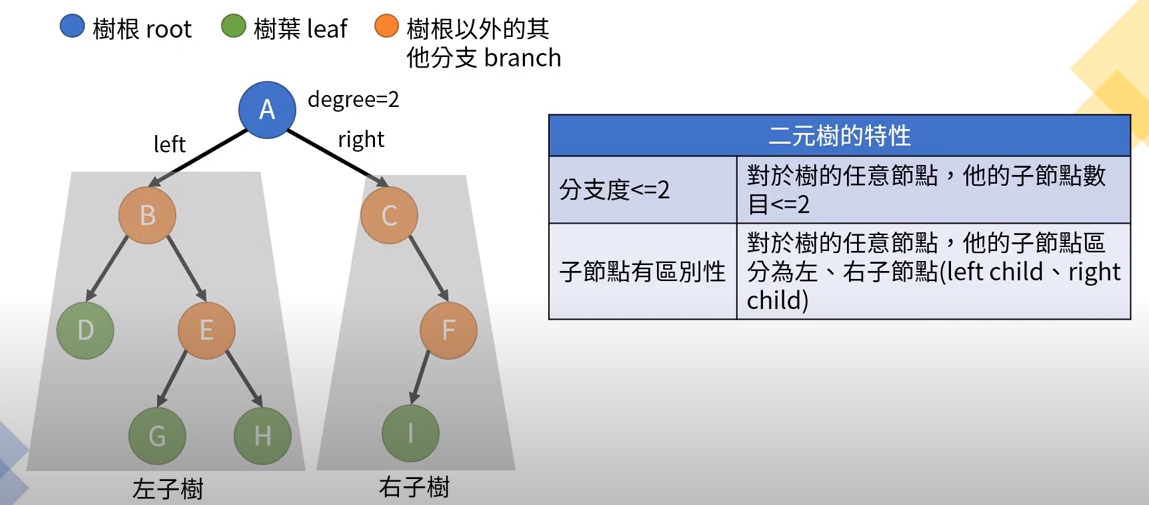 樹根 root
樹葉 leaf
樹根以外的其
他分支 branch
A
degree=2
left
right
B
C
D
E
F
G
H
I
左子樹
右子樹
二元樹的特性
分支度<=2
對於樹的任意節點，他的子節點數
目<=2
子節點有區別性
對於樹的任意節點，他的子節點區
分為左、右子節點(left child、right
child)